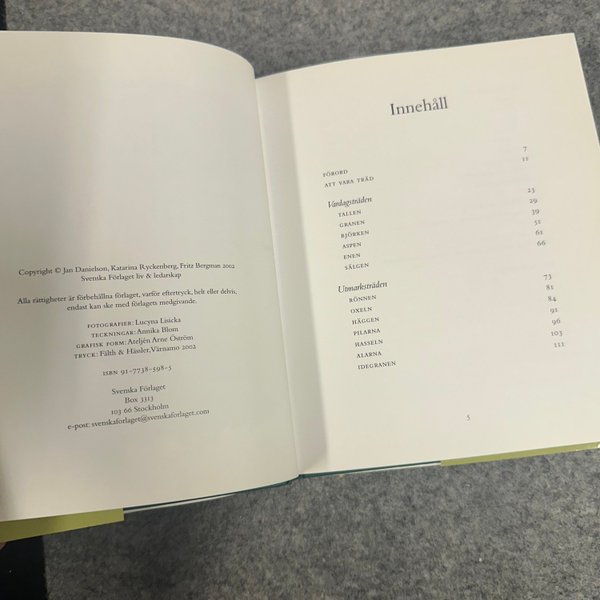 Copyright © Jan Danielson, Katarina Ryckenberg, Fritz Bergman 2002
Svenska Förlaget liv & ledarskap
Alla rättigheter är förbehållna förlaget, varför eftertryck, helt eller delvis,
endast kan ske med förlagets medgivande.
FOTOGRAFIER: Lucyna Lisicka
TECKNINGAR: Annika Blom
GRAFISK FORM: Ateljén Arne Öström
TRYCK: Fälth & Hässler, Värnamo 2002
ISBN 91-7738-598-5
Svenska Förlaget
Box 3313
103 66 Stockholm
e-post: svenskaforlaget@svenskaforlaget.com
Innehåll
FÖRORD 7
ATT VARA TRÄD 11
Vardagsträden
TALLEN 23
GRANEN 29
BJÖRKEN 39
ASPEN 51
ENEN 61
SÄLGEN 66
Utmarksträden
RÖNNEN 73
OXELN 81
HÄGGEN 84
PILARNA 91
HASSELN 96
ALARNA 103
IDEGRANEN 111
5